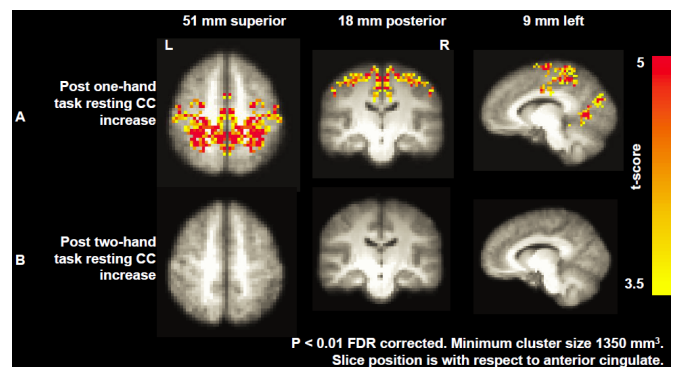 51 mm superior
18 mm posterior
9 mm left
L
R
5
A
Post one-hand
task resting CC
increase
t-score
B
Post two-hand
task resting CC
increase
3.5
P < 0.01 FDR corrected. Minimum cluster size 1350 mm³.
Slice position is with respect to anterior cingulate.